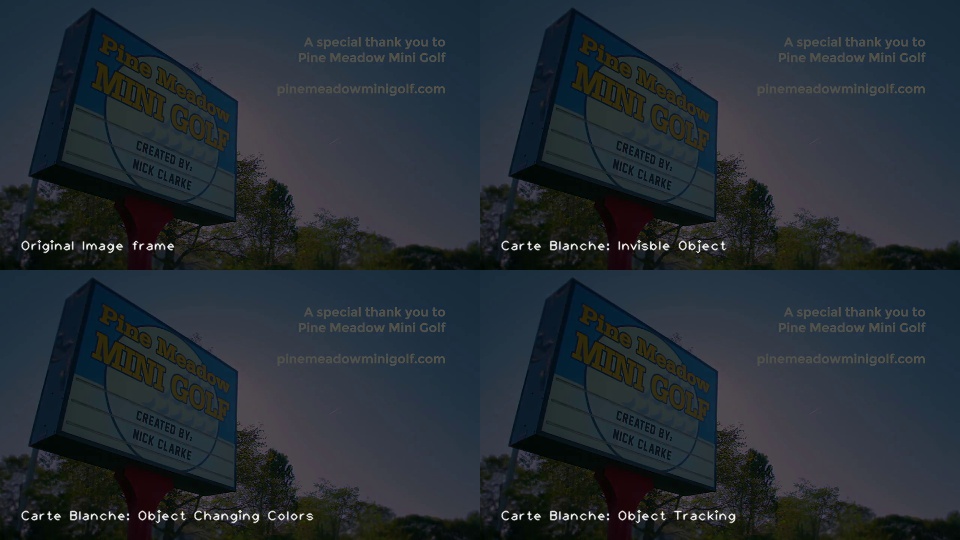 Pine Meadow
MINI GOLF
CREATED BY:
NICK CLARKE
A special thank you to
Pine Meadow Mini Golf
pinemeadowminigolf.com
Original Image frame
Pine Meadow
MINI GOLF
CREATED BY:
NICK CLARKE
A special thank you to
Pine Meadow Mini Golf
pinemeadowminigolf.com
Carte Blanche: Invisble Object
Pine Meadow
MINI GOLF
CREATED BY:
NICK CLARKE
A special thank you to
Pine Meadow Mini Golf
pinemeadowminigolf.com
Carte Blanche: Object Changing Colors
Pine Meadow
MINI GOLF
CREATED BY:
NICK CLARKE
A special thank you to
Pine Meadow Mini Golf
pinemeadowminigolf.com
Carte Blanche: Object Tracking